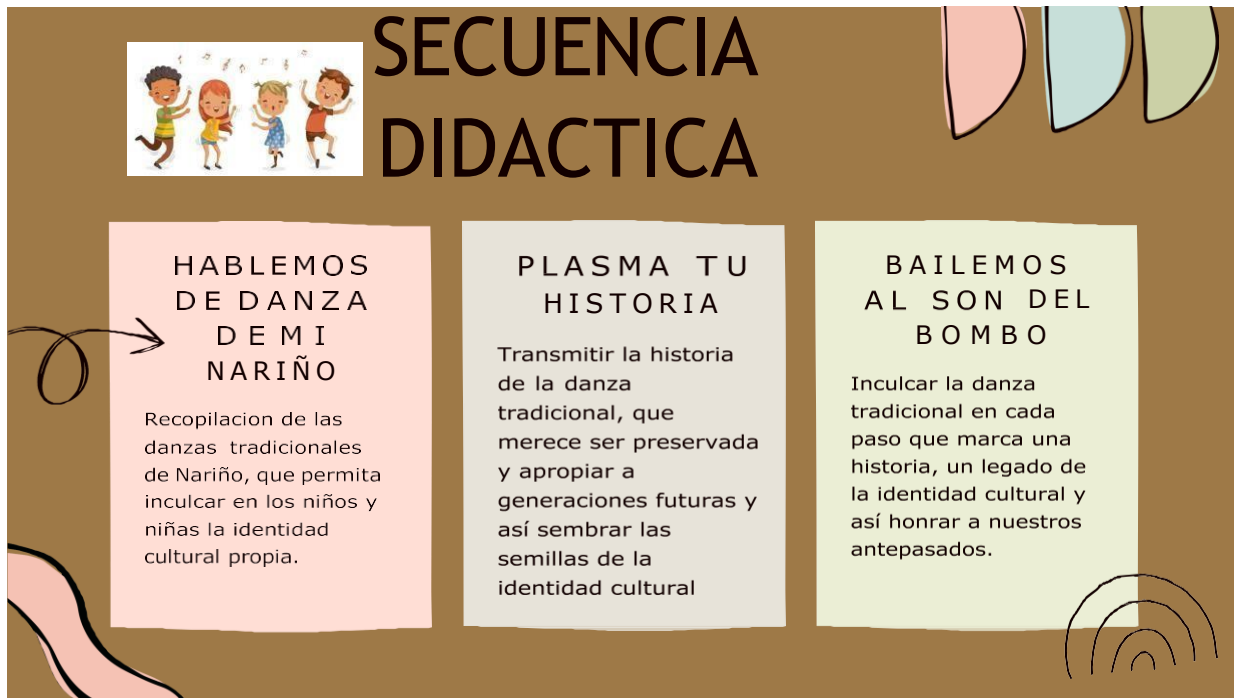 SECUENCIA
DIDACTICA
HABLEMOS
DE DANZA
DE MI
NARIÑO
Recopilacion de las
danzas tradicionales
de Nariño, que permita
inculcar en los niños y
niñas la identidad
cultural propia.
PLASMA TU
HISTORIA
Transmitir la historia
de la danza
tradicional, que
merece ser preservada
y apropiar a
generaciones futuras y
así sembrar las
semillas de la
identidad cultural
BAILEMOS
AL SON DEL
BOMBO
Inculcar la danza
tradicional en cada
paso que marca una
historia, un legado de
la identidad cultural y
así honrar a nuestros
antepasados.